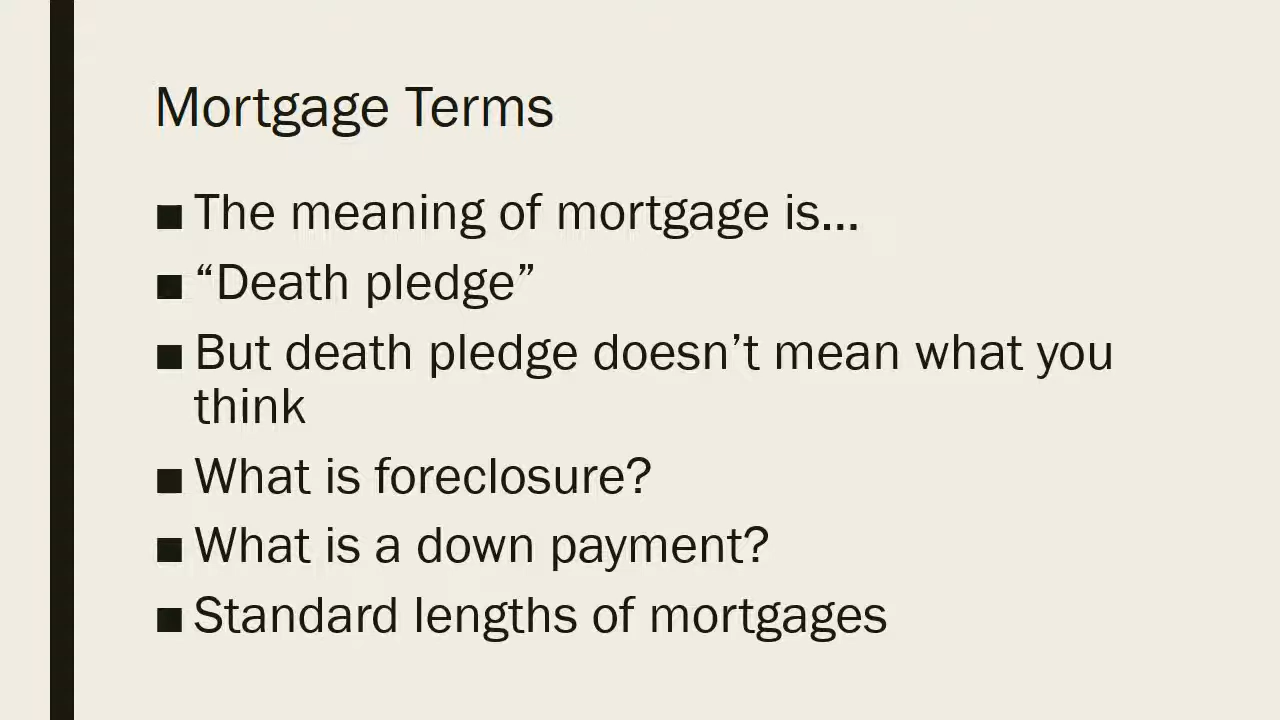 Mortgage Terms
■ The meaning of mortgage is...
■ “Death pledge”
■ But death pledge doesn’t mean what you
think
■ What is foreclosure?
■ What is a down payment?
■ Standard lengths of mortgages